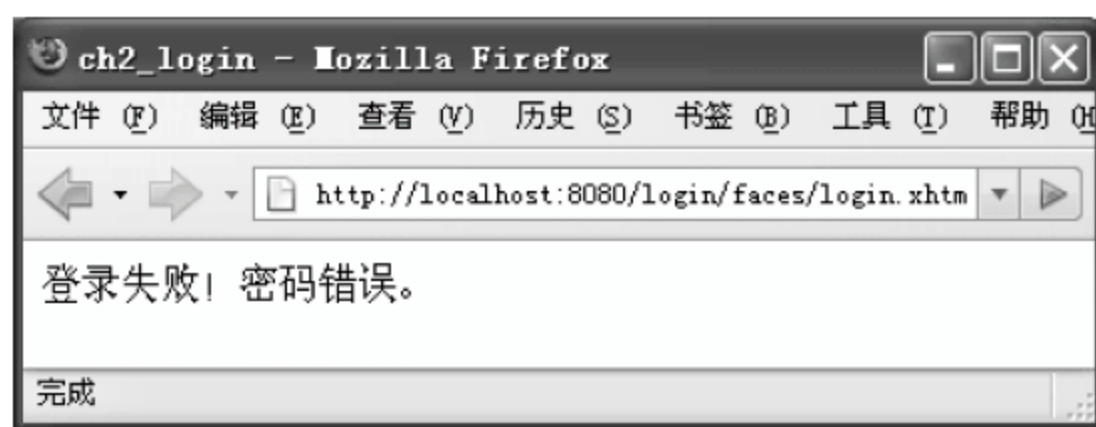 ch2_login - Mozilla Firefox
文件 (F) 编辑 (E) 查看 (V) 历史 (S) 书签 (B) 工具 (T) 帮助 (H
http://localhost:8080/login/faces/login.xhtm
登录失败! 密码错误。
完成